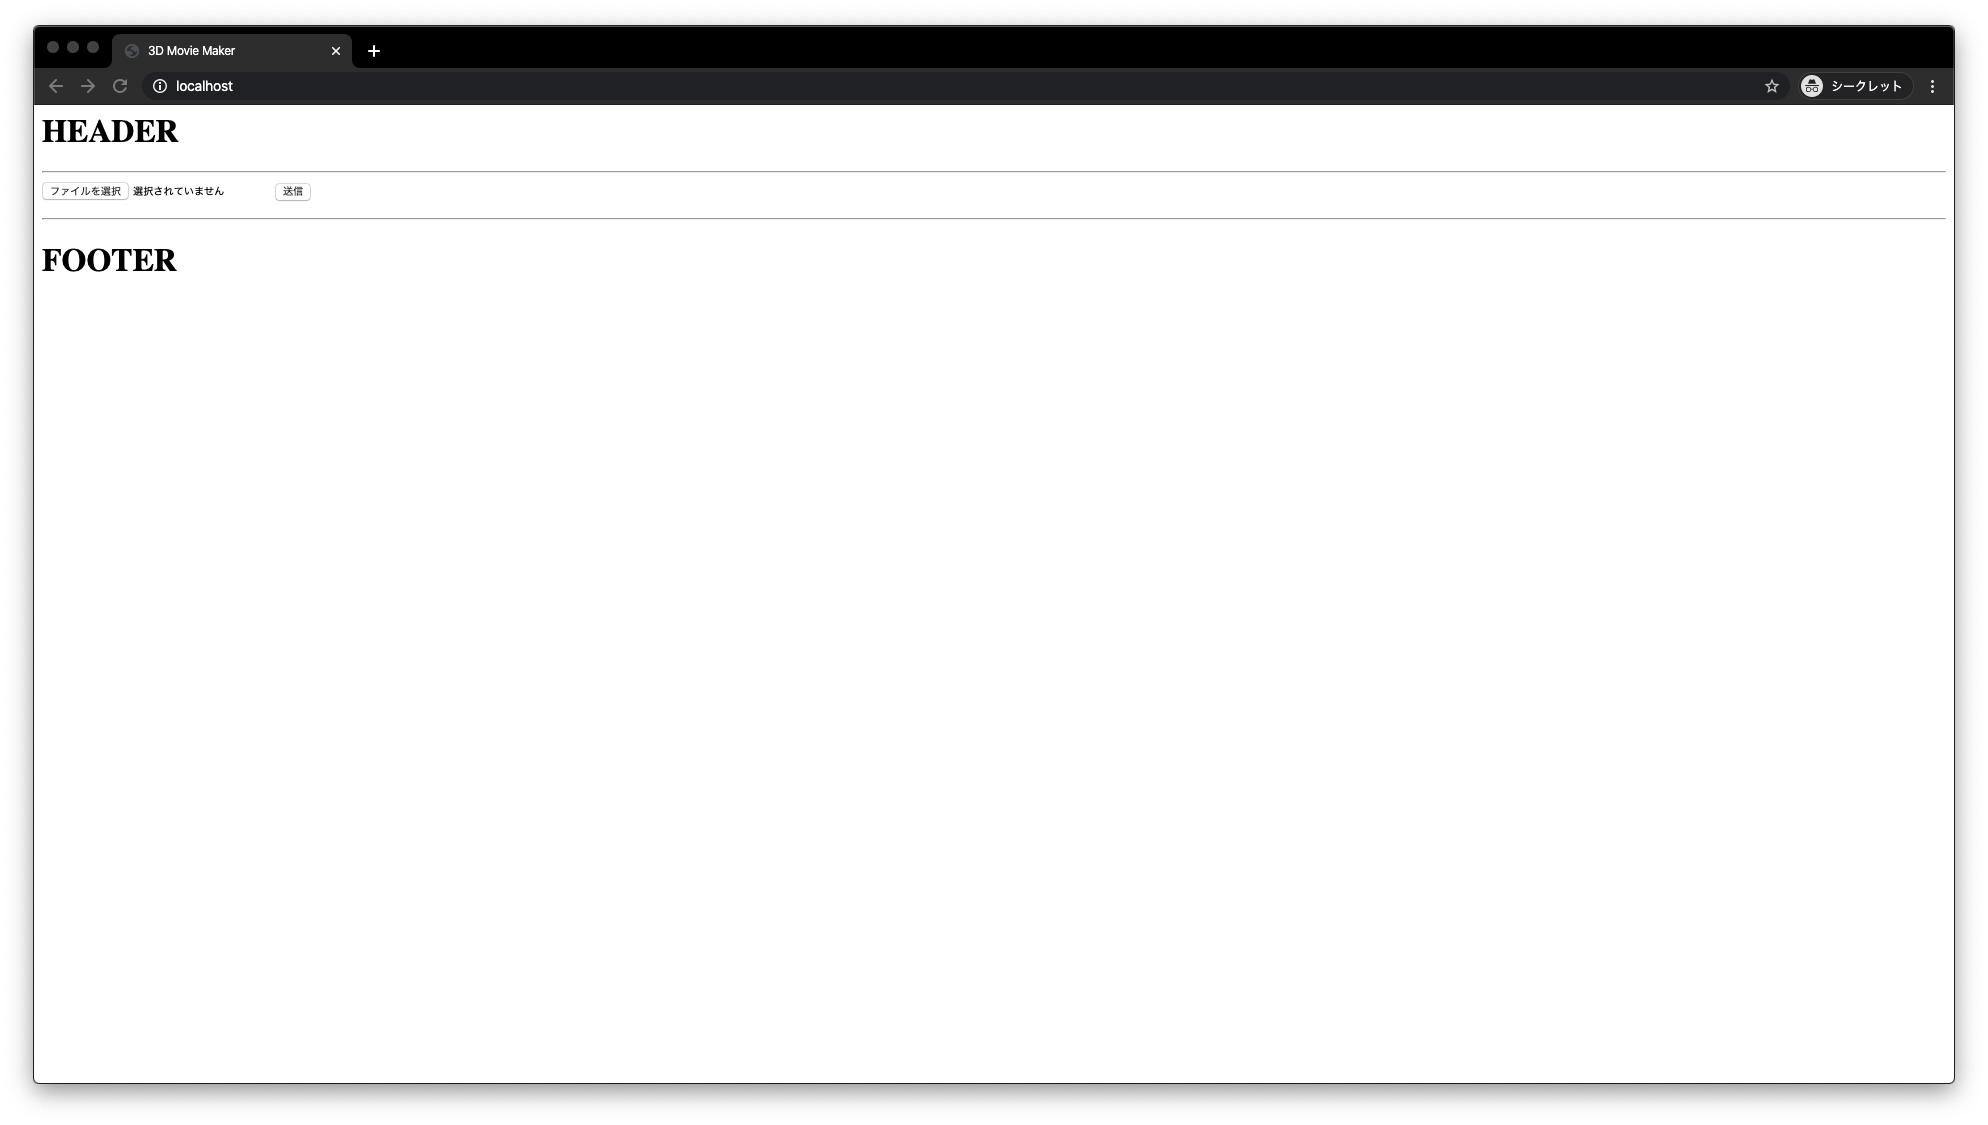 3D Movie Maker
localhost
シークレット
HEADER
ファイルを選択 選択されていません 送信
FOOTER